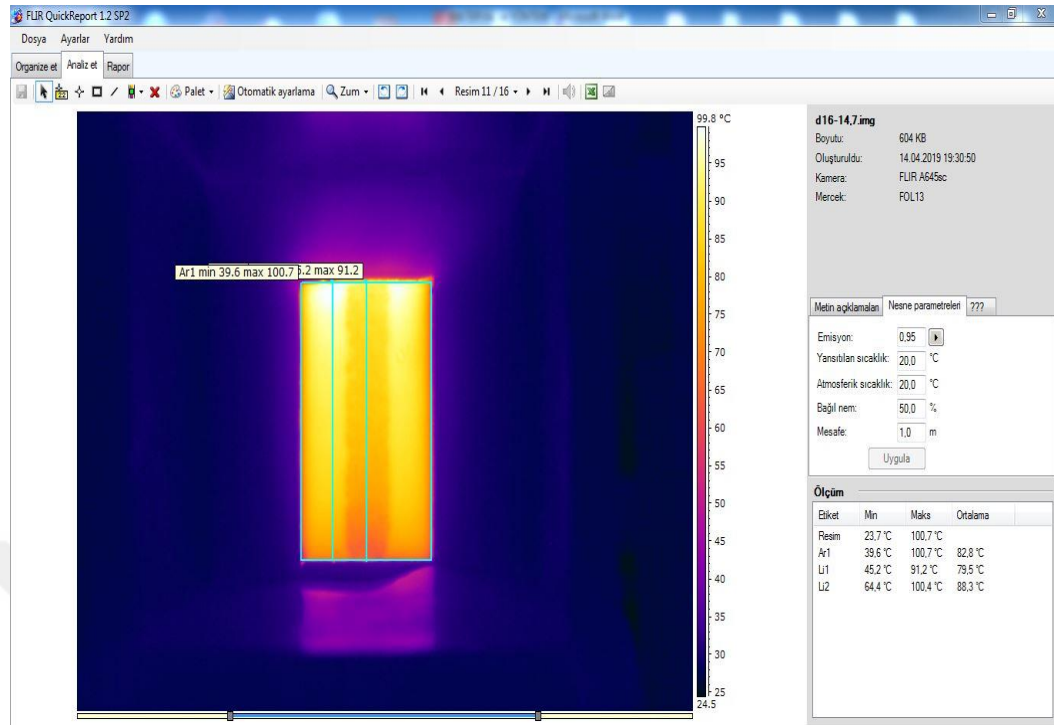 FLIR QuickReport 1.2 SP2
Dosya Ayarlar Yardım
Organize et Analiz et Rapor
Palet Otomatik ayarlama Zum Resim 11 / 16
99.8 °C
95
90
85
80
75
70
65
60
55
50
45
40
35
30
25
24.5
Ar1 min 39.6 max 100.7 5.2 max 91.2
d16-14,7.img
Boyutu: 604 KB
Oluşturuldu: 14.04.2019 19:30:50
Kamera: FLIR A645sc
Mercek: FOL13
Metin açıklamaları Nesne parametreleri ???
Emisyon: 0,95
Yansıtılan sıcaklık: 20,0 °C
Atmosferik sıcaklık: 20,0 °C
Bağıl nem: 50,0 %
Mesafe: 1,0 m
Uygula
Ölçüm
Etiket Min Maks Ortalama
Resim 23,7 °C 100,7 °C
Ar1 39,6 °C 100,7 °C 82,8 °C
Li1 45,2 °C 91,2 °C 79,5 °C
Li2 64,4 °C 100,4 °C 88,3 °C